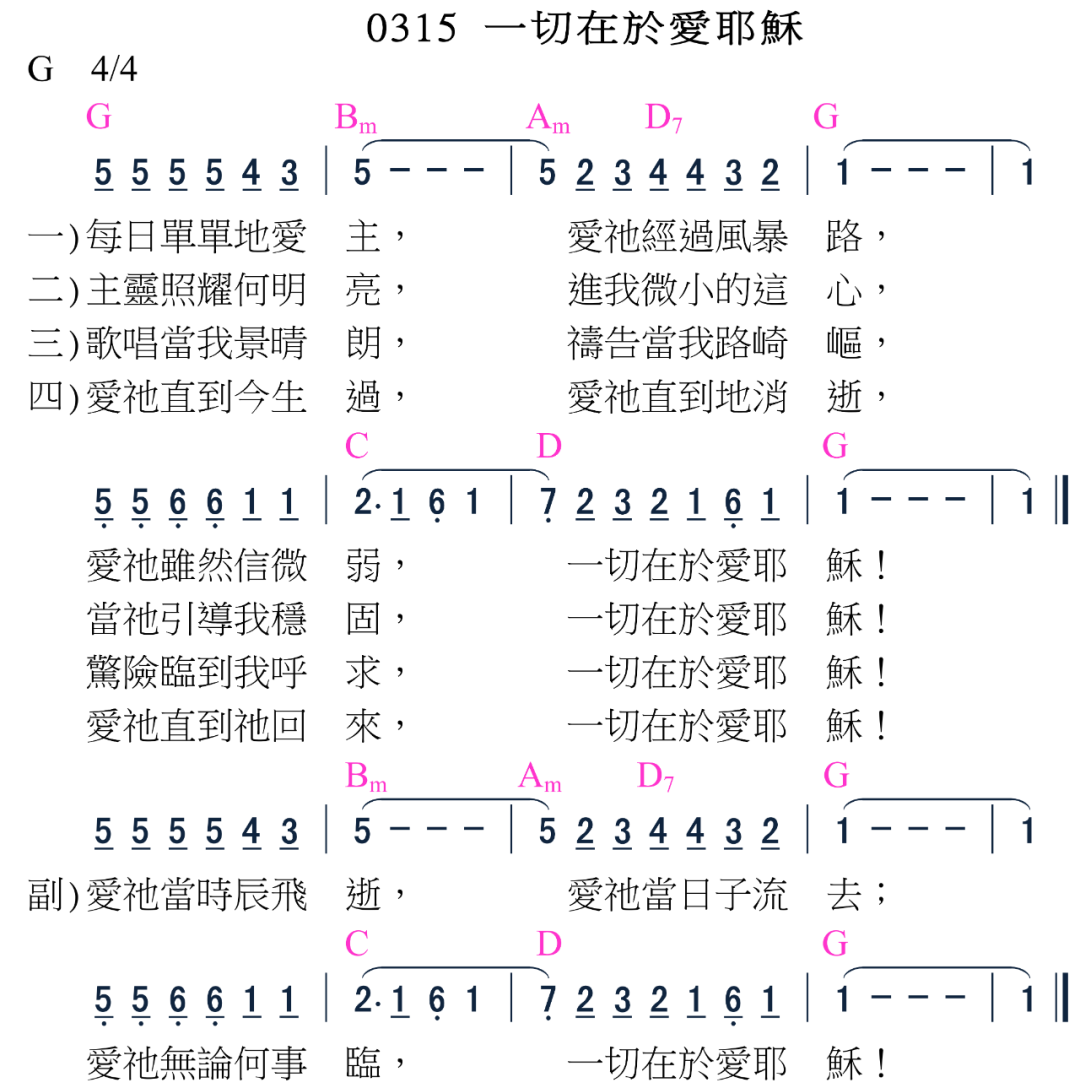 0315 一切在於愛耶穌
G 4/4
G Bm Am D7 G
5 5 5 5 4 3 | 5 - - - | 5 2 3 4 4 3 2 | 1 - - - | 1
一)每日單單地愛 主， 愛祂經過風暴 路，
二)主靈照耀何明 亮， 進我微小的這 心，
三)歌唱當我景晴 朗， 禱告當我路崎 嶇，
四)愛祂直到今生 過， 愛祂直到地消 逝，
C D G
5 5 6 6 1 1 | 2. 1 6 1 | 7 2 3 2 1 6 1 | 1 - - - | 1 ‖
愛祂雖然信微 弱， 一切在於愛耶 穌！
當祂引導我穩 固， 一切在於愛耶 穌！
驚險臨到我呼 求， 一切在於愛耶 穌！
愛祂直到祂回 來， 一切在於愛耶 穌！
Bm Am D7 G
5 5 5 5 4 3 | 5 - - - | 5 2 3 4 4 3 2 | 1 - - - | 1
副)愛祂當時辰飛 逝， 愛祂當日子流 去；
C D G
5 5 6 6 1 1 | 2. 1 6 1 | 7 2 3 2 1 6 1 | 1 - - - | 1 ‖
愛祂無論何事 臨， 一切在於愛耶 穌！